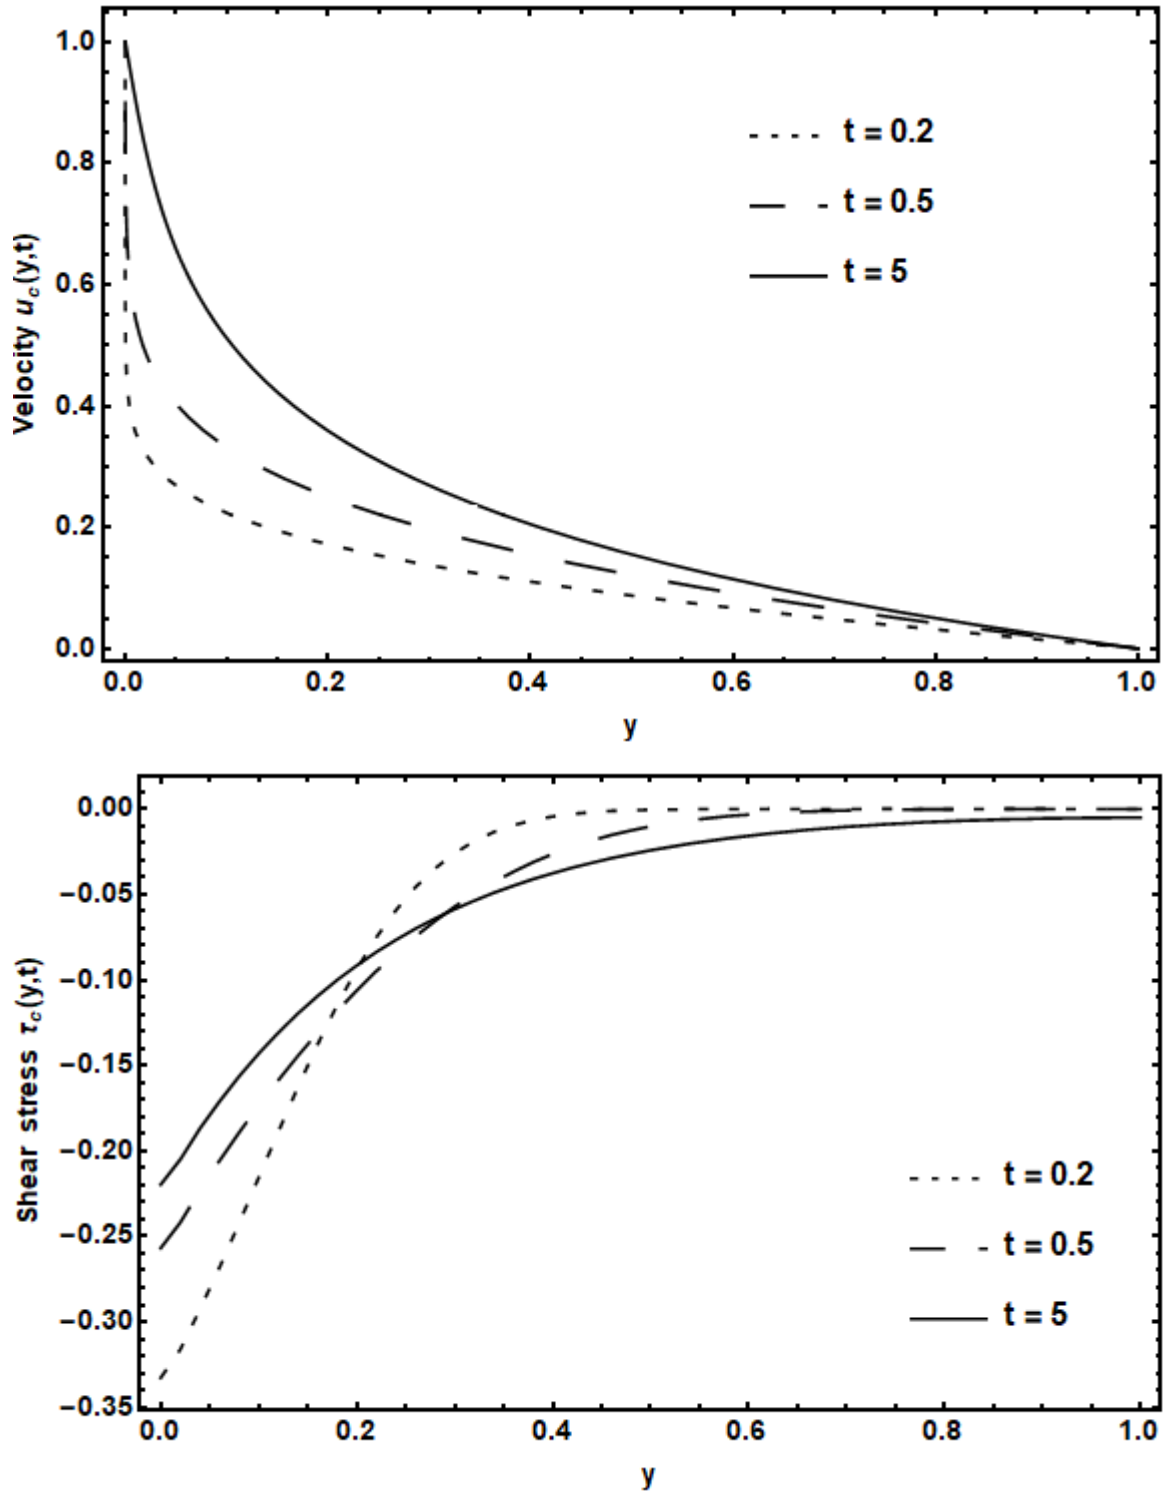 Velocity u_c(y,t)
1.0
0.8
0.6
0.4
0.2
0.0
t = 0.2
t = 0.5
t = 5
0.0 0.2 0.4 0.6 0.8 1.0
y
Shear stress τ_c(y,t)
0.00
−0.05
−0.10
−0.15
−0.20
−0.25
−0.30
−0.35
t = 0.2
t = 0.5
t = 5
0.0 0.2 0.4 0.6 0.8 1.0
y